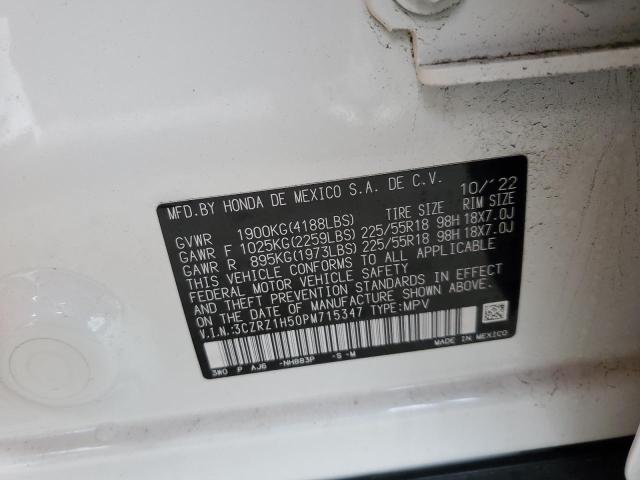 MFD.BY HONDA DE MEXICO S.A. DE C.V. 10/'22
GVWR 1900KG(4188LBS) TIRE SIZE RIM SIZE
GAWR F 1025KG(2259LBS) 225/55R18 98H 18X7.0J
GAWR R 895KG(1973LBS) 225/55R18 98H 18X7.0J
THIS VEHICLE CONFORMS TO ALL APPLICABLE
FEDERAL MOTOR VEHICLE SAFETY
AND THEFT PREVENTION STANDARDS IN EFFECT
ON THE DATE OF MANUFACTURE SHOWN ABOVE.
V.I.N.:3CZRZ1H50PM715347 TYPE:MPV
3W0 P AJ6 -NH883P -S -M MADE IN MEXICO